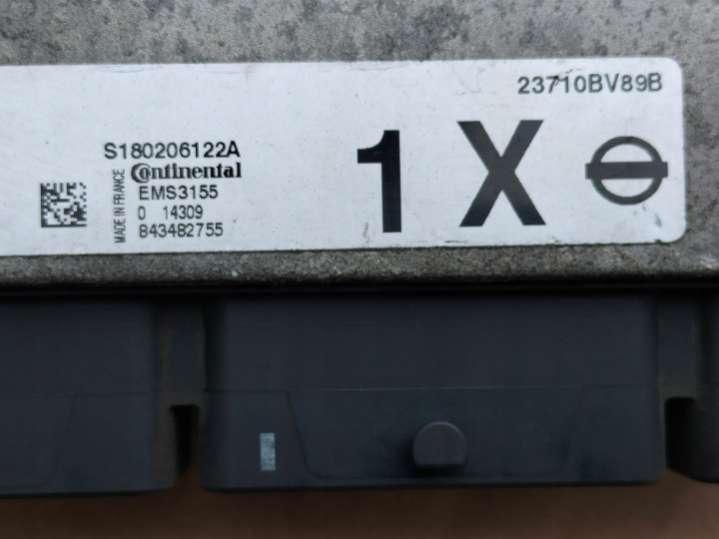 23710BV89B
S180206122A
Continental
EMS3155
0 14309
843482755
MADE IN FRANCE
1 X